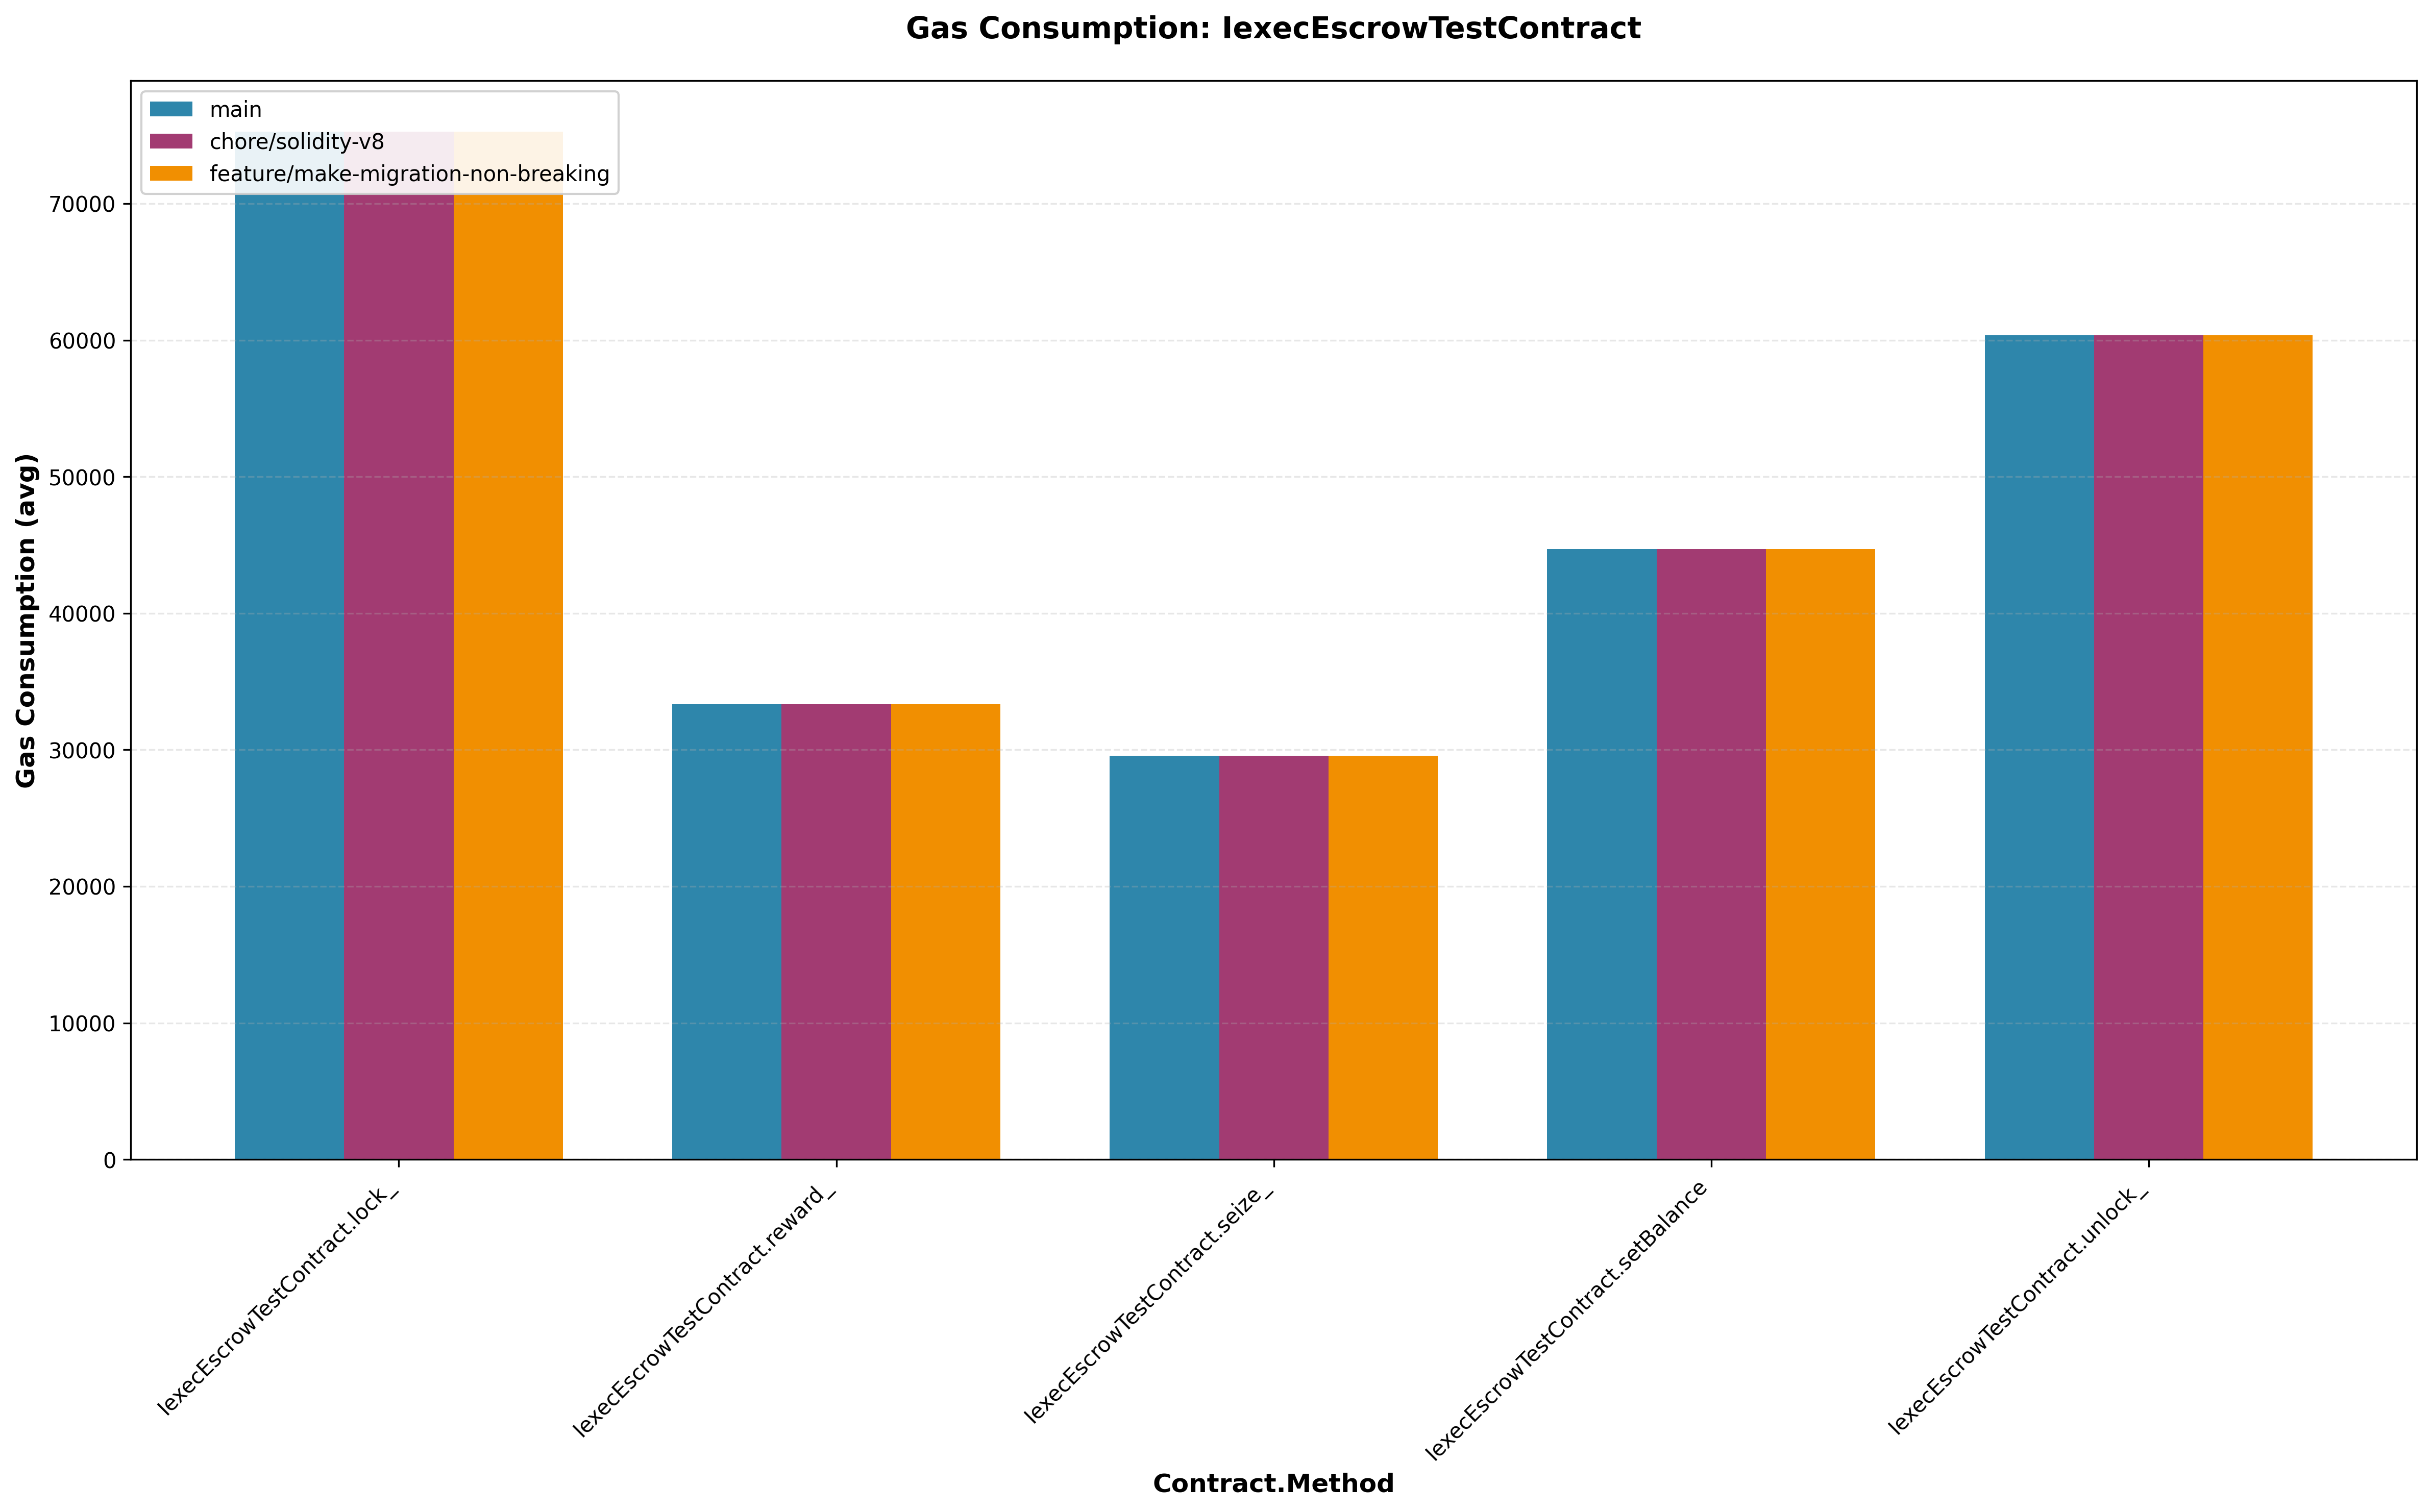 Gas Consumption: IexecEscrowTestContract
main
chore/solidity-v8
feature/make-migration-non-breaking
Gas Consumption (avg)
70000
60000
50000
40000
30000
20000
10000
0
IexecEscrowTestContract.lock_
IexecEscrowTestContract.reward_
IexecEscrowTestContract.seize_
IexecEscrowTestContract.setBalance
IexecEscrowTestContract.unlock_
Contract.Method